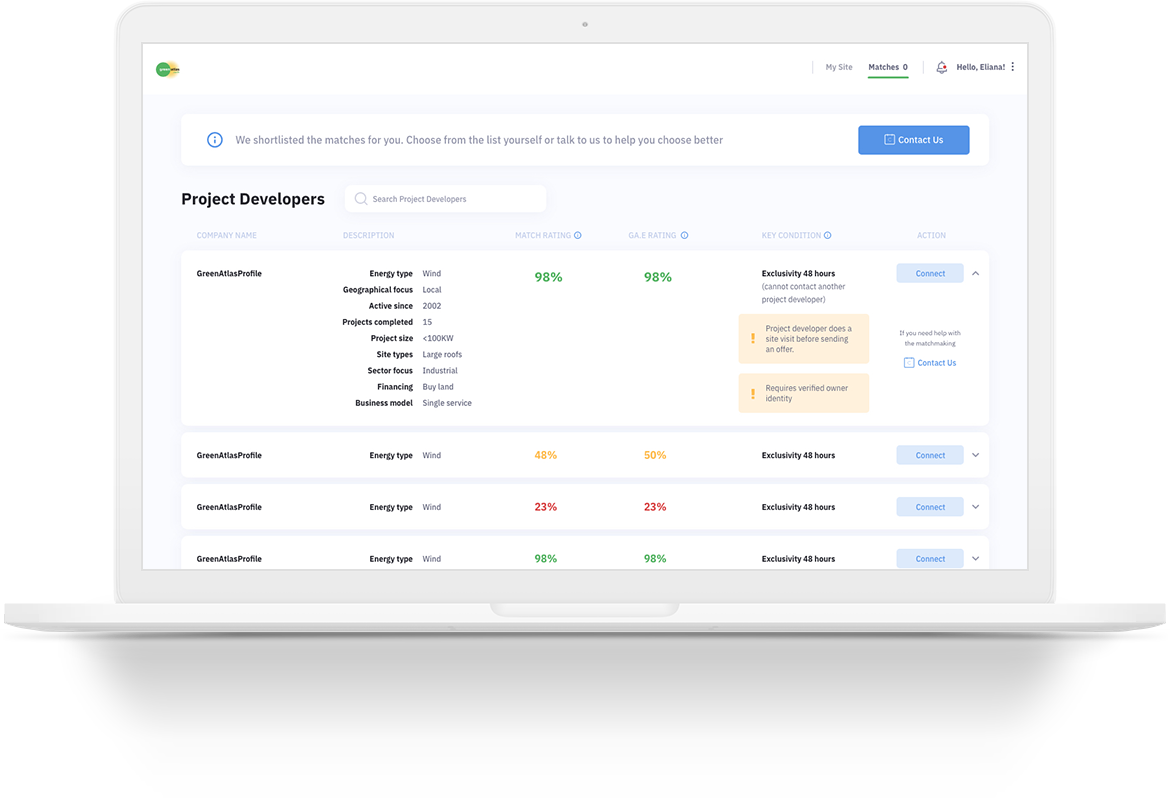 green atlas
My Site
Matches 0
Hello, Eliana!
We shortlisted the matches for you. Choose from the list yourself or talk to us to help you choose better
Contact Us
Project Developers
Search Project Developers
COMPANY NAME DESCRIPTION MATCH RATING GA.E RATING KEY CONDITION ACTION
GreenAtlasProfile
Energy type Wind
Geographical focus Local
Active since 2002
Projects completed 15
Project size <100KW
Site types Large roofs
Sector focus Industrial
Financing Buy land
Business model Single service
98%
98%
Exclusivity 48 hours
(cannot contact another
project developer)
Project developer does a
site visit before sending
an offer.
Requires verified owner
identity
Connect
If you need help with
the matchmaking
Contact Us
GreenAtlasProfile Energy type Wind 48% 50% Exclusivity 48 hours Connect
GreenAtlasProfile Energy type Wind 23% 23% Exclusivity 48 hours Connect
GreenAtlasProfile Energy type Wind 98% 98% Exclusivity 48 hours Connect